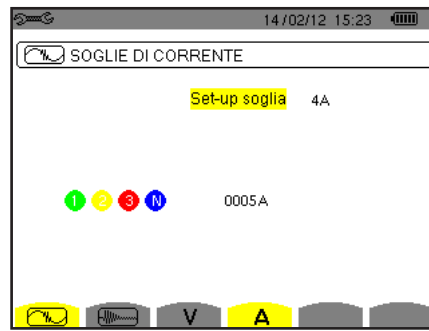 14/02/12 15:23
SOGLIE DI CORRENTE
Set-up soglia 4A
1 2 3 N 0005A
V A